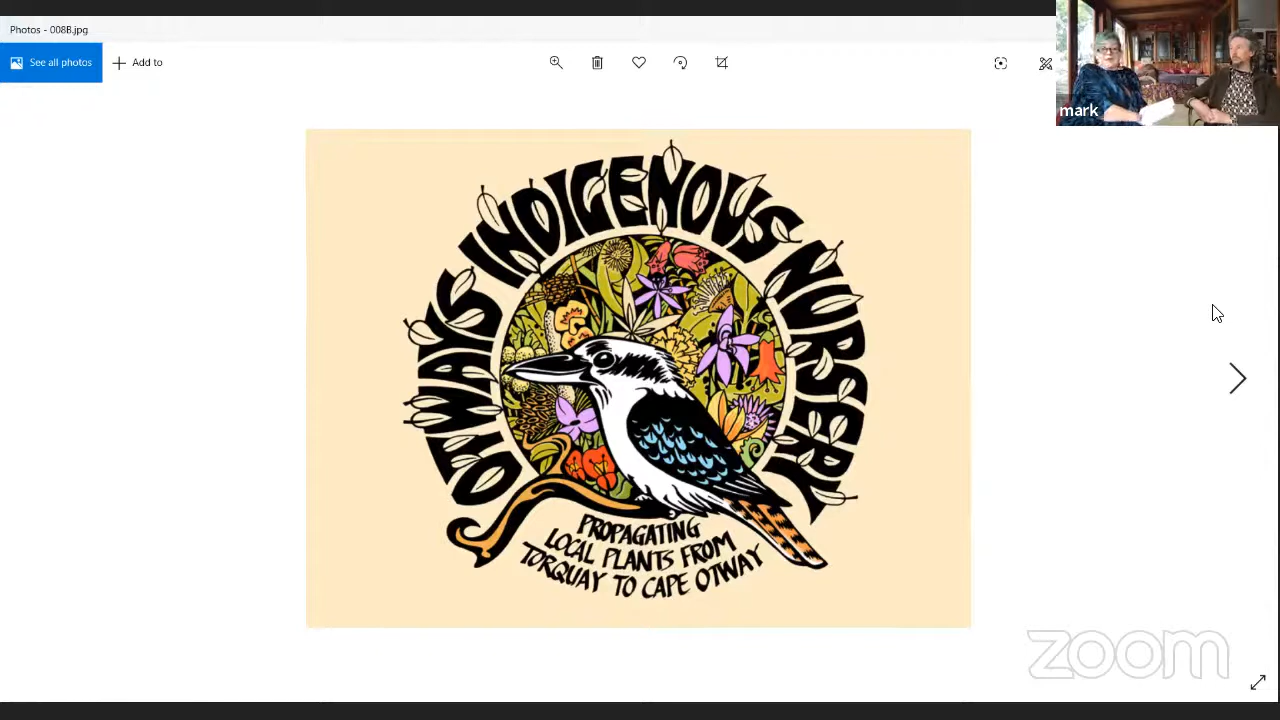 Photos - 008B.jpg
See all photos
Add to
mark
OTWAYS INDIGENOUS NURSERY
PROPAGATING
LOCAL PLANTS FROM
TORQUAY TO CAPE OTWAY
zoom